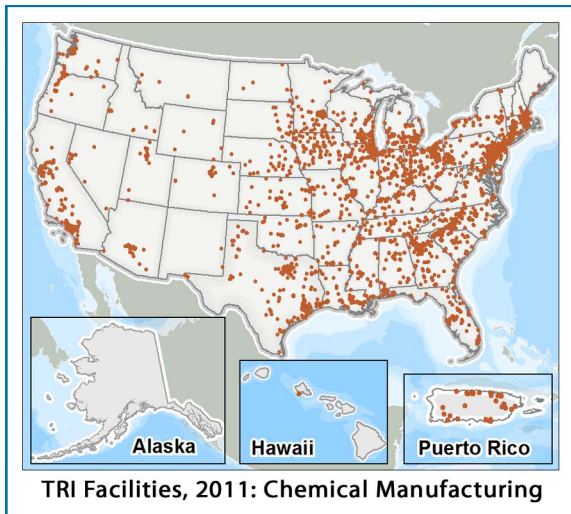 Alaska
Hawaii
Puerto Rico
TRI Facilities, 2011: Chemical Manufacturing